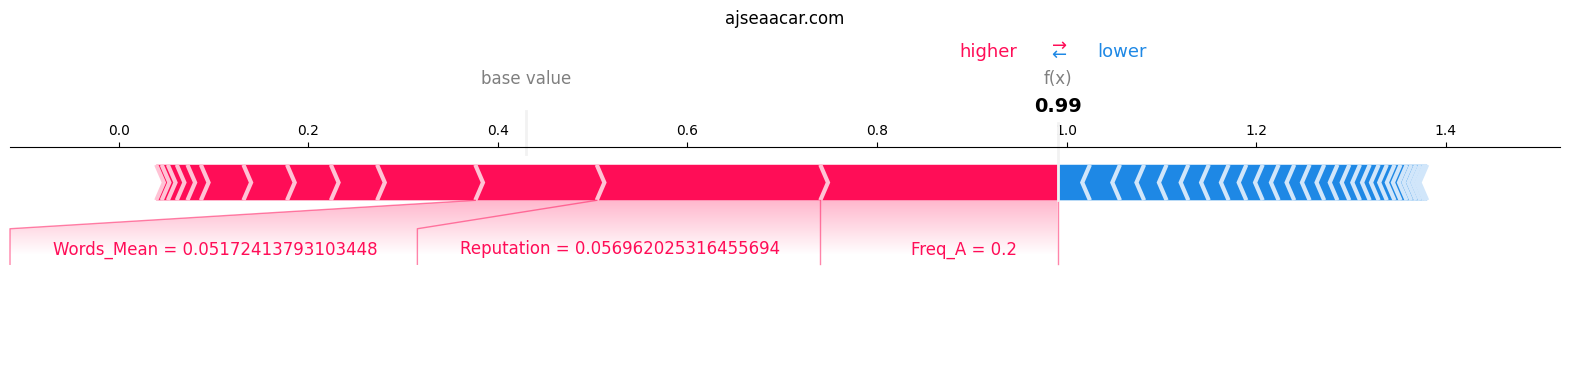 ajseaacar.com
higher → ← lower
base value f(x)
0.99
0.0 0.2 0.4 0.6 0.8 1.0 1.2 1.4
Words_Mean = 0.05172413793103448 Reputation = 0.056962025316455694 Freq_A = 0.2